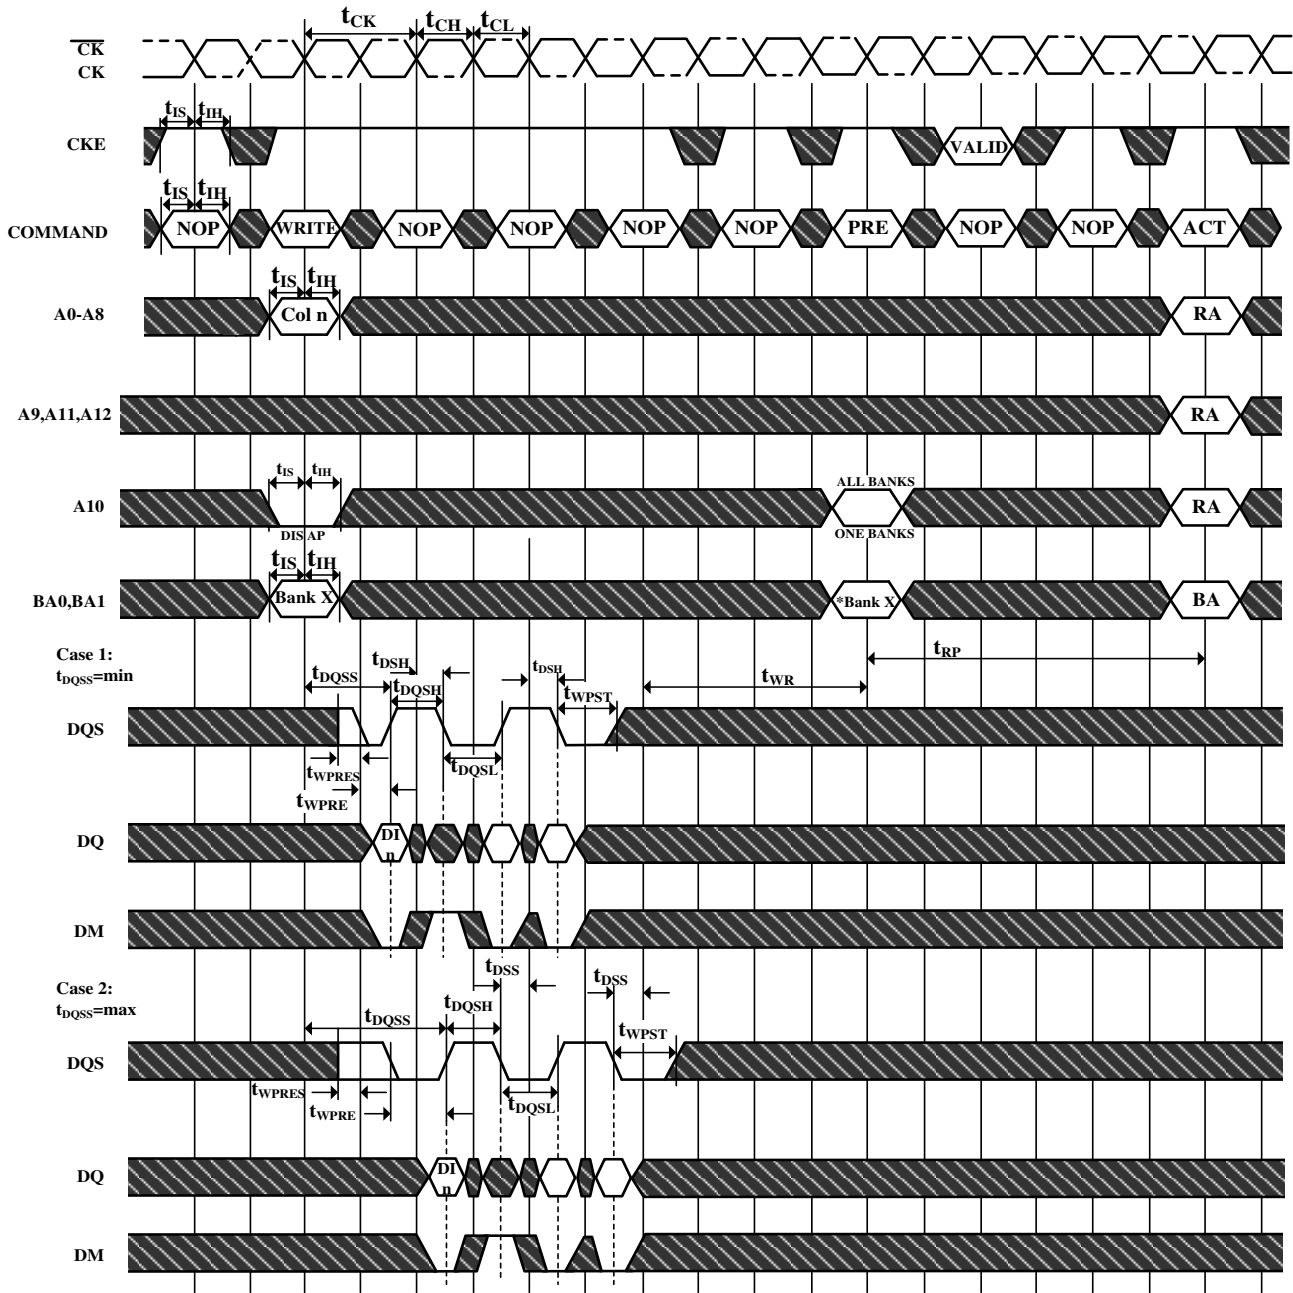 tCK tCH tCL
CK
CK
tIS tIH
CKE VALID
tIS tIH
COMMAND NOP WRITE NOP NOP NOP NOP PRE NOP NOP ACT
tIS tIH
A0-A8 Col n RA
A9,A11,A12 RA
tIS tIH ALL BANKS
A10 RA
DIS AP ONE BANKS
tIS tIH
BA0,BA1 Bank X *Bank X BA
Case 1:
tDQSS=min
tDQSS tDSH tDSH tRP
tDQSH tWPST tWR
DQS
tWPRES tDQSL
tWPRE
DQ DI
n
DM
Case 2:
tDQSS=max
tDSS tDSS
tDQSS tDQSH tWPST
DQS
tWPRES tWPRE tDQSL
DQ DI
n
DM